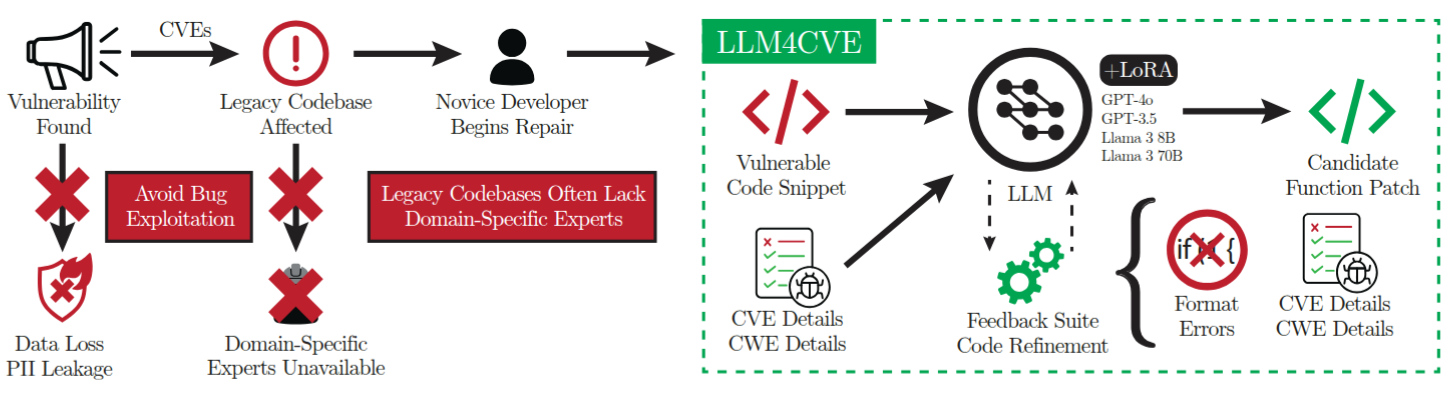 CVEs
Vulnerability
Found
Legacy Codebase
Affected
Novice Developer
Begins Repair
Avoid Bug
Exploitation
Legacy Codebases Often Lack
Domain-Specific Experts
Data Loss
PII Leakage
Domain-Specific
Experts Unavailable
LLM4CVE
Vulnerable
Code Snippet
CVE Details
CWE Details
+LoRA
GPT-4o
GPT-3.5
Llama 3 8B
Llama 3 70B
LLM
Feedback Suite
Code Refinement
Format
Errors
Candidate
Function Patch
CVE Details
CWE Details